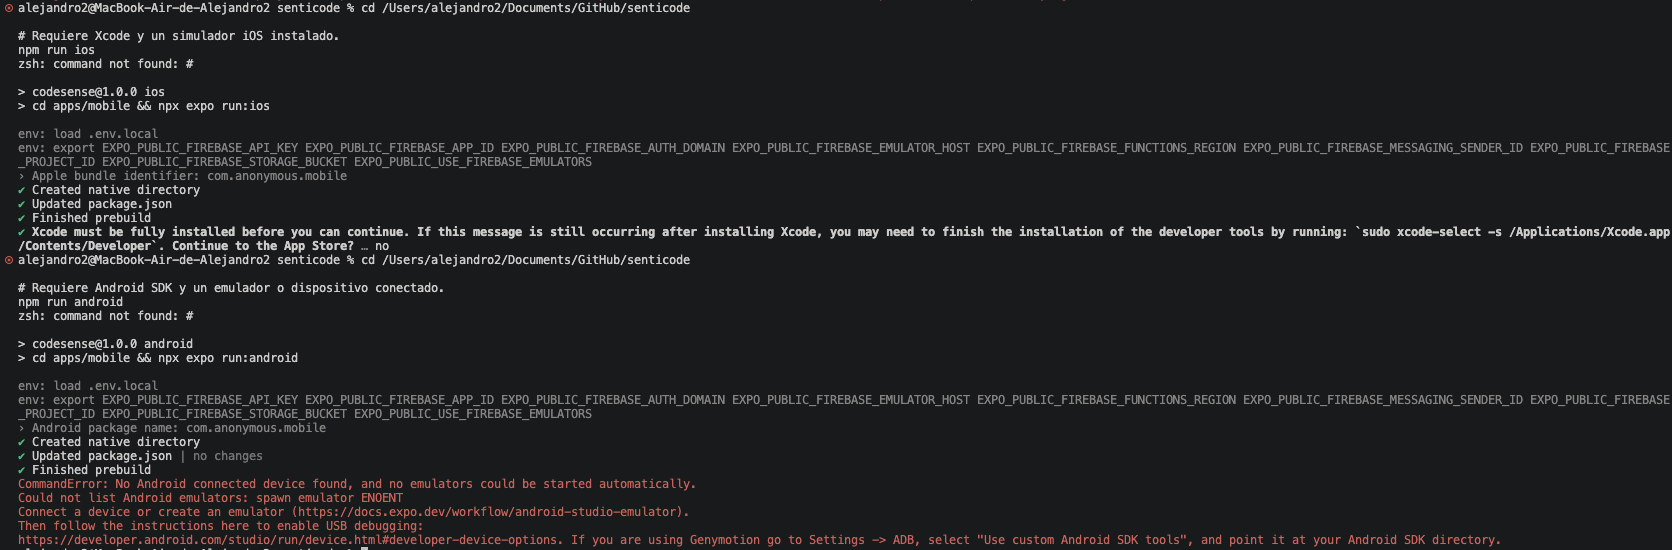 alejandro2@MacBook-Air-de-Alejandro2 senticode % cd /Users/alejandro2/Documents/GitHub/senticode
# Requiere Xcode y un simulador iOS instalado.
npm run ios
zsh: command not found: #
> codesense@1.0.0 ios
> cd apps/mobile && npx expo run:ios
env: load .env.local
env: export EXPO_PUBLIC_FIREBASE_API_KEY EXPO_PUBLIC_FIREBASE_APP_ID EXPO_PUBLIC_FIREBASE_AUTH_DOMAIN EXPO_PUBLIC_FIREBASE_EMULATOR_HOST EXPO_PUBLIC_FIREBASE_FUNCTIONS_REGION EXPO_PUBLIC_FIREBASE_MESSAGING_SENDER_ID EXPO_PUBLIC_FIREBASE
_PROJECT_ID EXPO_PUBLIC_FIREBASE_STORAGE_BUCKET EXPO_PUBLIC_USE_FIREBASE_EMULATORS
› Apple bundle identifier: com.anonymous.mobile
✔ Created native directory
✔ Updated package.json
✔ Finished prebuild
✔ Xcode must be fully installed before you can continue. If this message is still occurring after installing Xcode, you may need to finish the installation of the developer tools by running: `sudo xcode-select -s /Applications/Xcode.app
/Contents/Developer`. Continue to the App Store? … no
alejandro2@MacBook-Air-de-Alejandro2 senticode % cd /Users/alejandro2/Documents/GitHub/senticode
# Requiere Android SDK y un emulador o dispositivo conectado.
npm run android
zsh: command not found: #
> codesense@1.0.0 android
> cd apps/mobile && npx expo run:android
env: load .env.local
env: export EXPO_PUBLIC_FIREBASE_API_KEY EXPO_PUBLIC_FIREBASE_APP_ID EXPO_PUBLIC_FIREBASE_AUTH_DOMAIN EXPO_PUBLIC_FIREBASE_EMULATOR_HOST EXPO_PUBLIC_FIREBASE_FUNCTIONS_REGION EXPO_PUBLIC_FIREBASE_MESSAGING_SENDER_ID EXPO_PUBLIC_FIREBASE
_PROJECT_ID EXPO_PUBLIC_FIREBASE_STORAGE_BUCKET EXPO_PUBLIC_USE_FIREBASE_EMULATORS
› Android package name: com.anonymous.mobile
✔ Created native directory
✔ Updated package.json | no changes
✔ Finished prebuild
CommandError: No Android connected device found, and no emulators could be started automatically.
Could not list Android emulators: spawn emulator ENOENT
Connect a device or create an emulator (https://docs.expo.dev/workflow/android-studio-emulator).
Then follow the instructions here to enable USB debugging:
https://developer.android.com/studio/run/device.html#developer-device-options. If you are using Genymotion go to Settings -> ADB, select "Use custom Android SDK tools", and point it at your Android SDK directory.